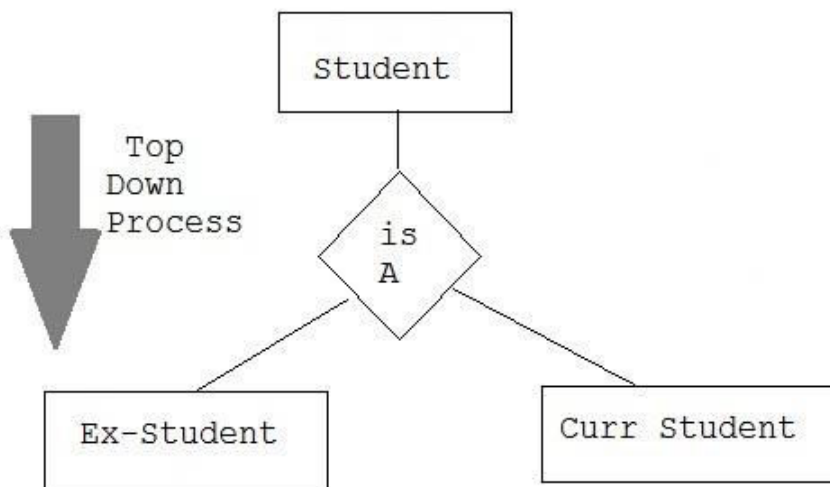 Student
Top
Down
Process
is
A
Ex-Student
Curr Student